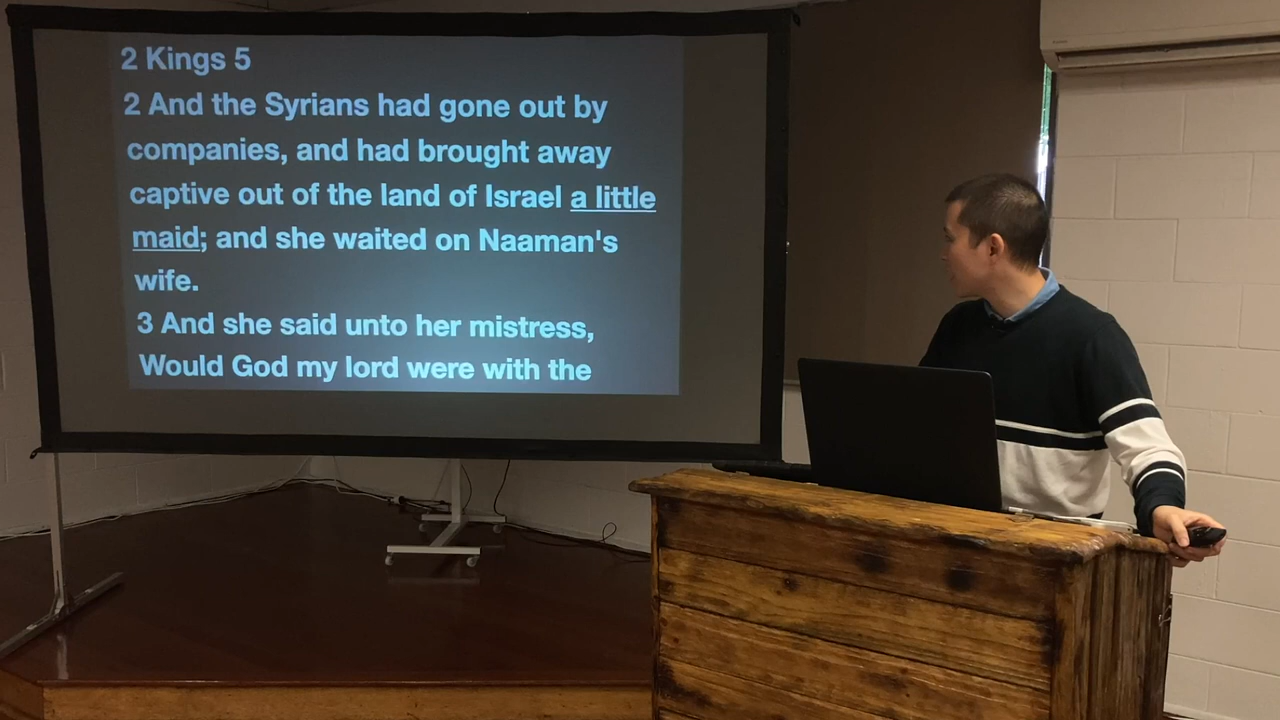 2 Kings 5
2 And the Syrians had gone out by
companies, and had brought away
captive out of the land of Israel a little
maid; and she waited on Naaman's
wife.
3 And she said unto her mistress,
Would God my lord were with the